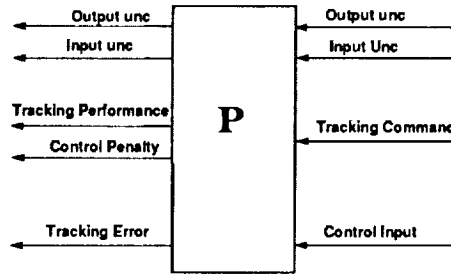 Output unc
Output unc
Input unc
Input Unc
Tracking Performance
P
Tracking Command
Control Penalty
Tracking Error
Control Input